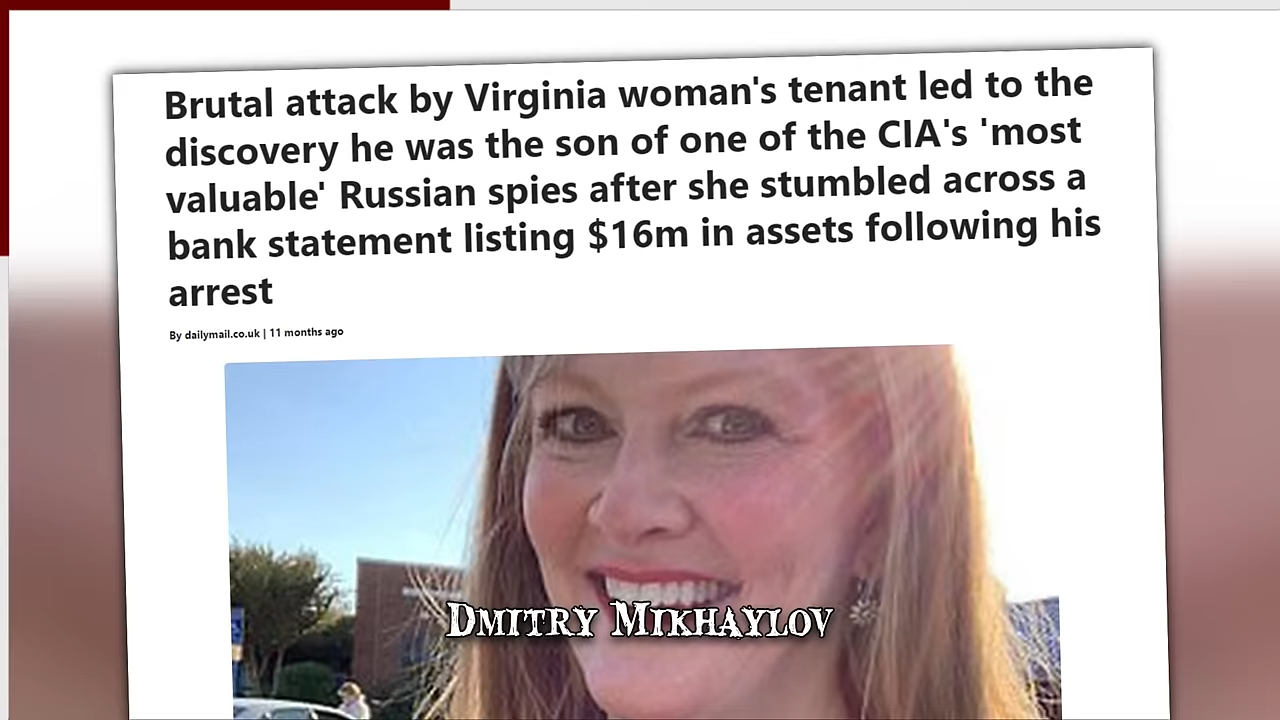 Brutal attack by Virginia woman's tenant led to the
discovery he was the son of one of the CIA's 'most
valuable' Russian spies after she stumbled across a
bank statement listing $16m in assets following his
arrest
By dailymail.co.uk | 11 months ago
Dmitry Mikhaylov